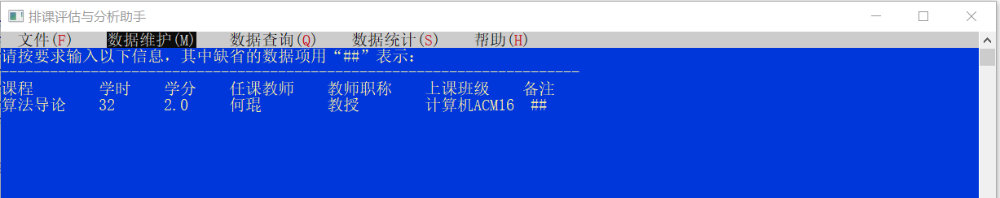 排课评估与分析助手
文件(F) 数据维护(M) 数据查询(Q) 数据统计(S) 帮助(H)
请按要求输入以下信息，其中缺省的数据项用“##”表示：
-----------------------------------------------------------------------
课程 学时 学分 任课教师 教师职称 上课班级 备注
算法导论 32 2.0 何琨 教授 计算机ACM16 ##